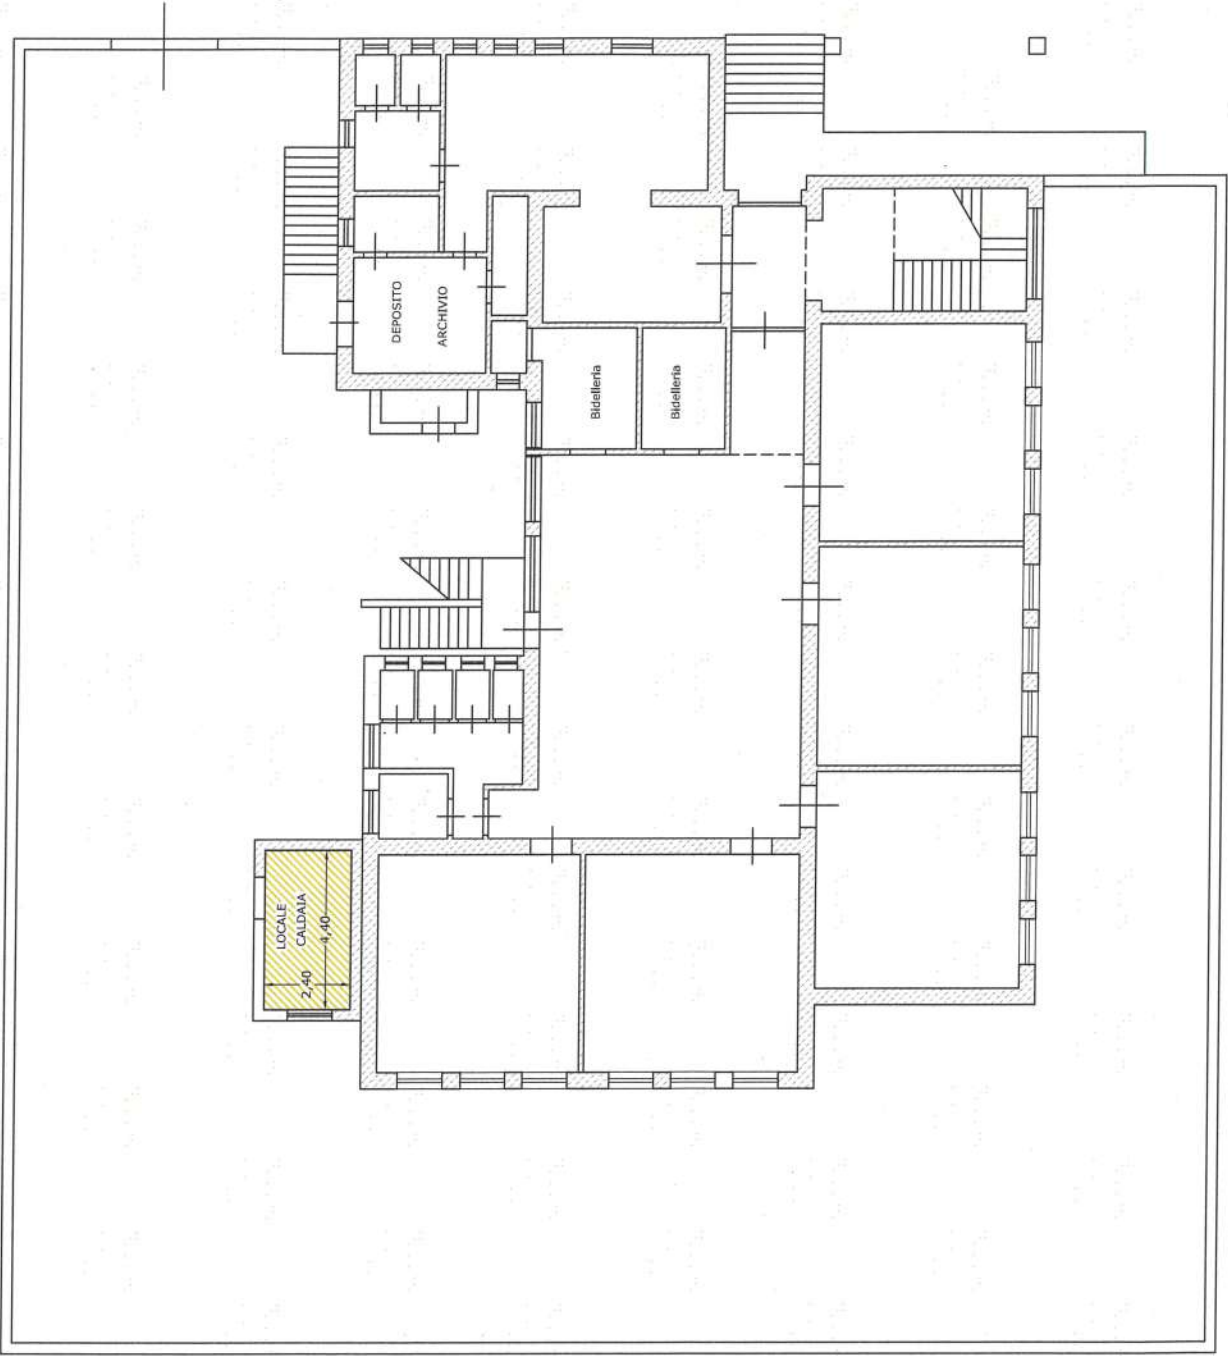 DEPOSITO
ARCHIVIO
Bidelleria
Bidelleria
LOCALE
CALDAIA
4,40
2,40